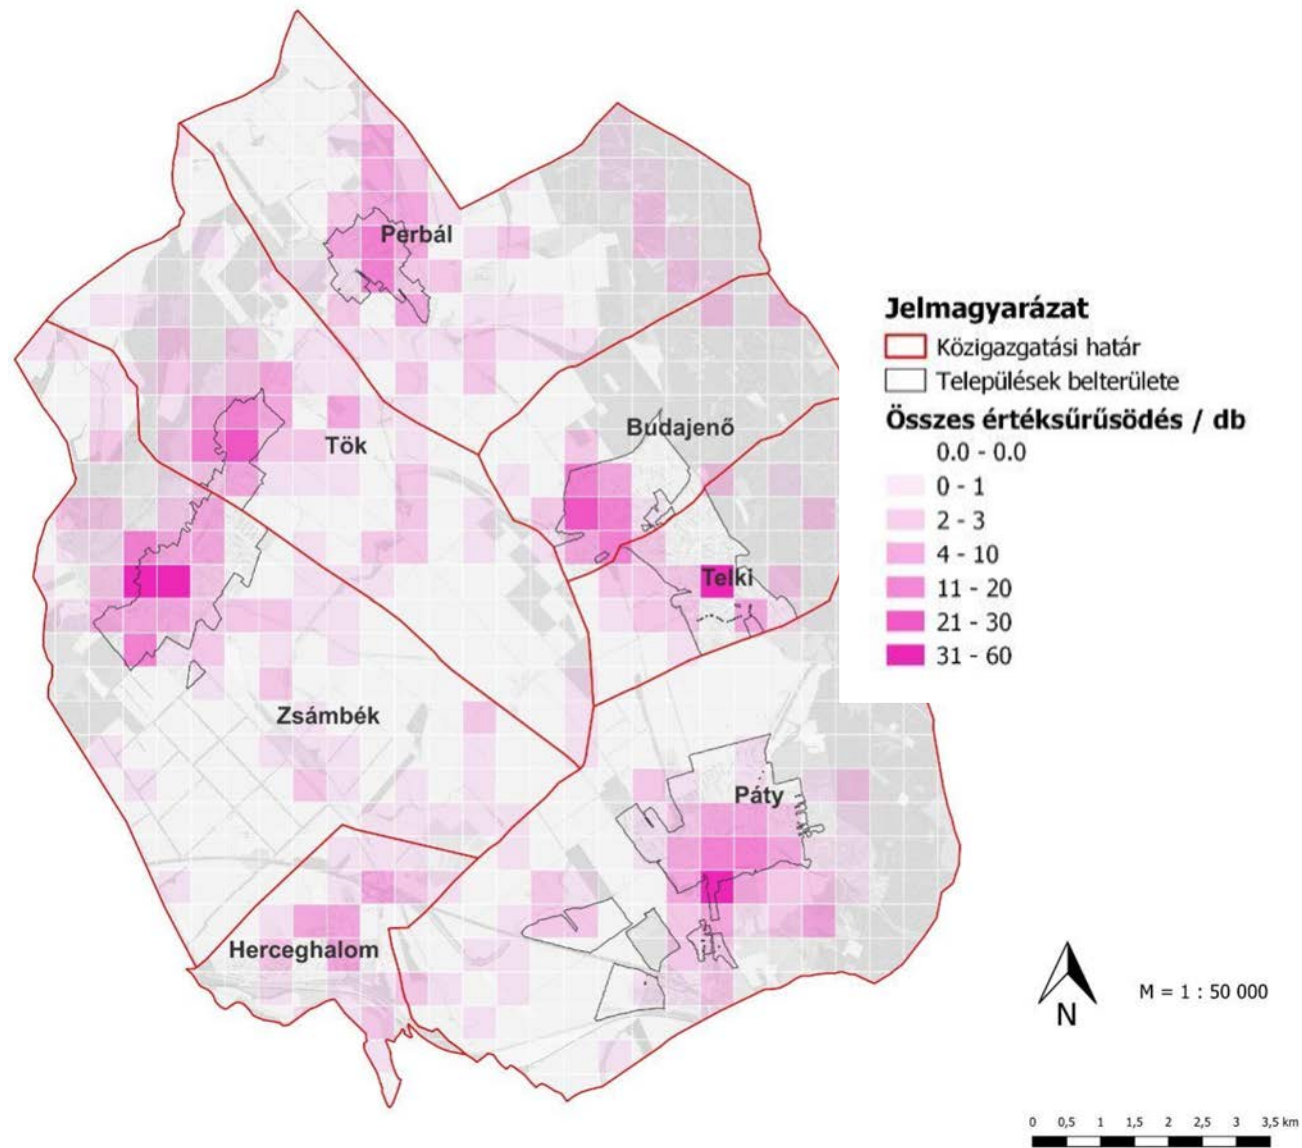 Perbál
Budajenő
Tök
Telki
Zsámbék
Páty
Herceghalom
Jelmagyarázat
Közigazgatási határ
Települések belterülete
Összes értéksűrűsödés / db
0.0 - 0.0
0 - 1
2 - 3
4 - 10
11 - 20
21 - 30
31 - 60
N
M = 1 : 50 000
0 0,5 1 1,5 2 2,5 3 3,5 km